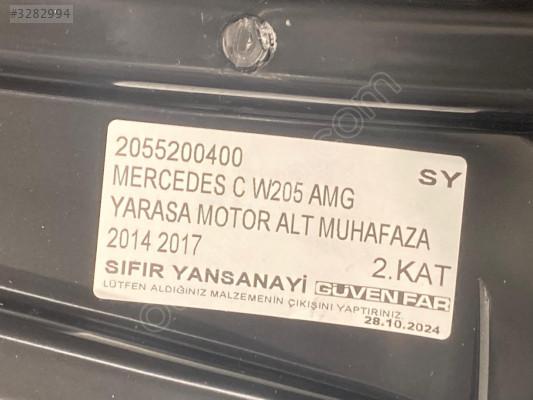 #3282994
2055200400
SY
MERCEDES C W205 AMG
YARASA MOTOR ALT MUHAFAZA
2014 2017
2.KAT
SIFIR YANSANAYİ GÜVEN FAR
LÜTFEN ALDIĞINIZ MALZEMENİN ÇIKIŞINI YAPTIRINIZ
28.10.2024